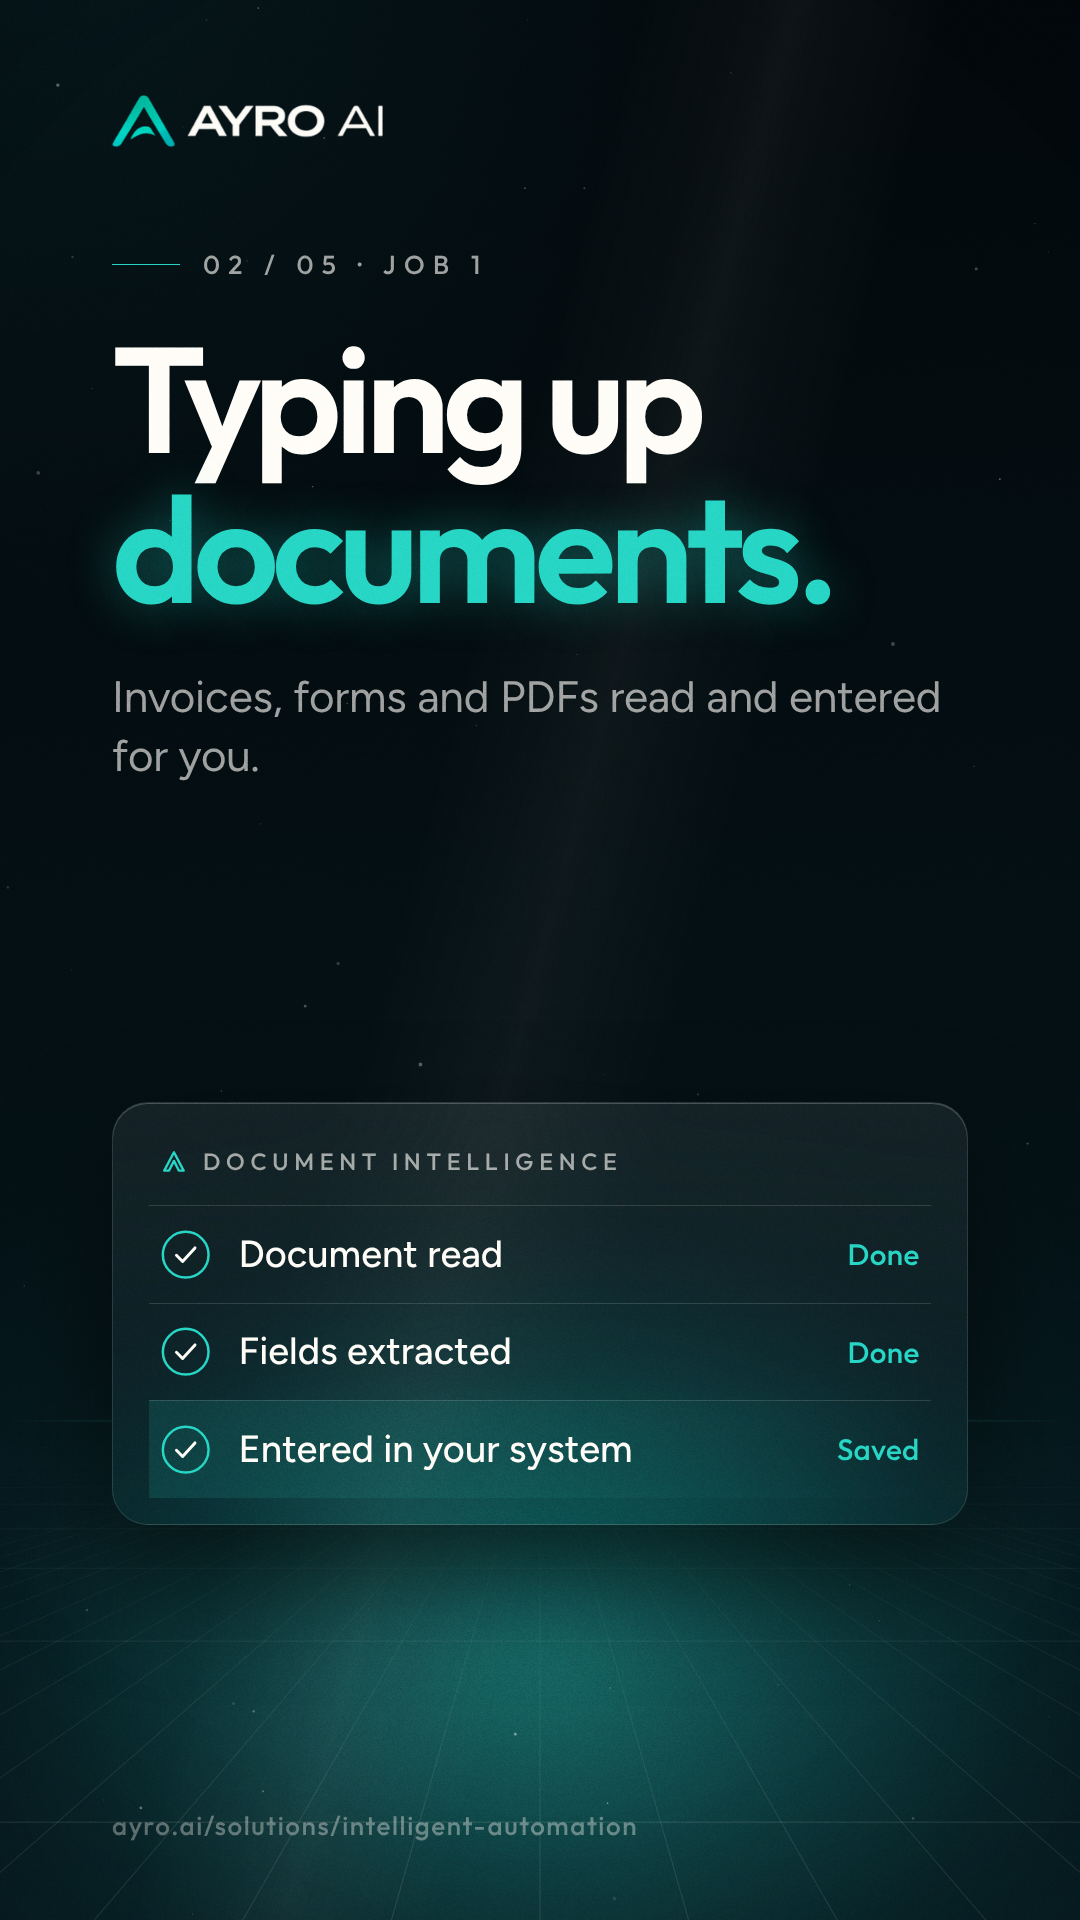 AYRO AI
02 / 05 · JOB 1
Typing up
documents.
Invoices, forms and PDFs read and entered
for you.
DOCUMENT INTELLIGENCE
Document read Done
Fields extracted Done
Entered in your system Saved
ayro.ai/solutions/intelligent-automation